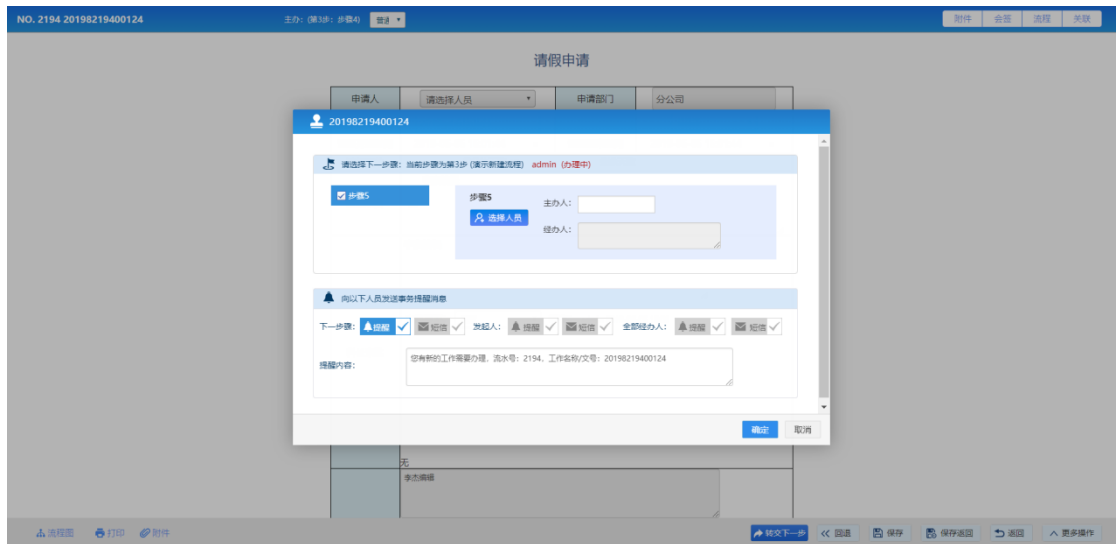 NO. 2194 20198219400124 主办: (第3步: 步骤4) 普通 附件 会签 流程 关联
请假申请
申请人 请选择人员 申请部门 分公司
20198219400124
请选择下一步骤: 当前步骤为第3步 (演示新建流程) admin (办理中)
步骤5 步骤5 主办人:
选择人员
经办人:
向以下人员发送事务提醒消息
下一步骤: 提醒 短信 发起人: 提醒 短信 全部经办人: 提醒 短信
提醒内容: 您有新的工作需要办理, 流水号: 2194, 工作名称/文号: 20198219400124
确定 取消
无
李杰编辑
流程图 打印 附件 转交下一步 回退 保存 保存返回 返回 更多操作